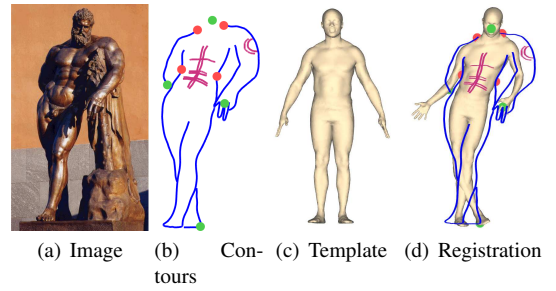 (a) Image
(b) Con-
tours
(c) Template
(d) Registration